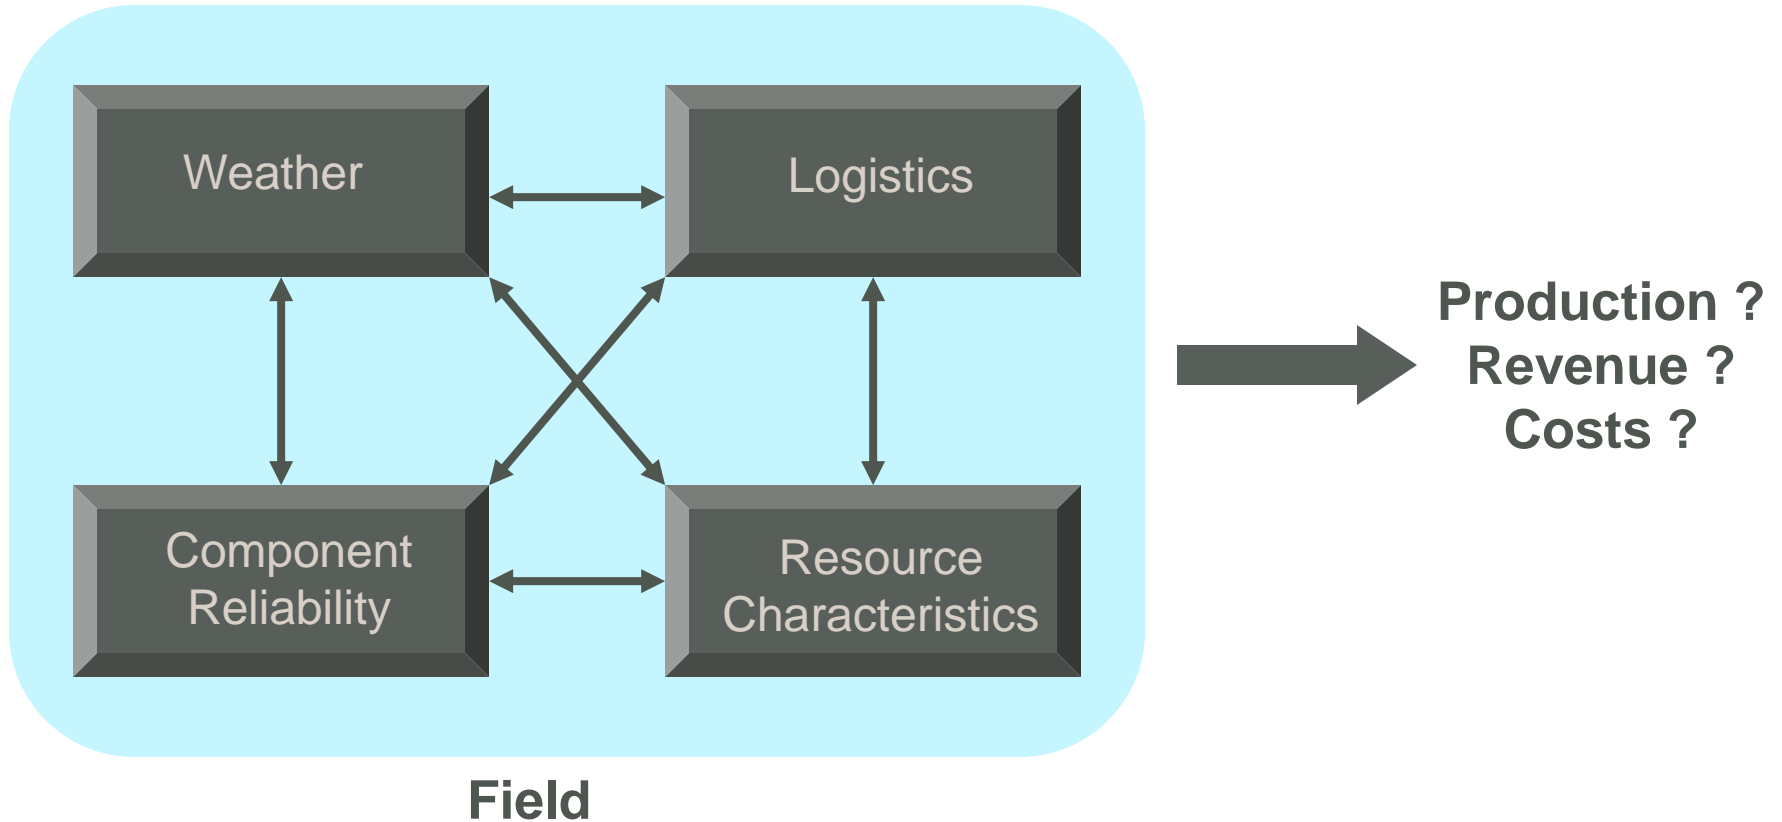 Weather
Logistics
Component
Reliability
Resource
Characteristics
Production ?
Revenue ?
Costs ?
Field